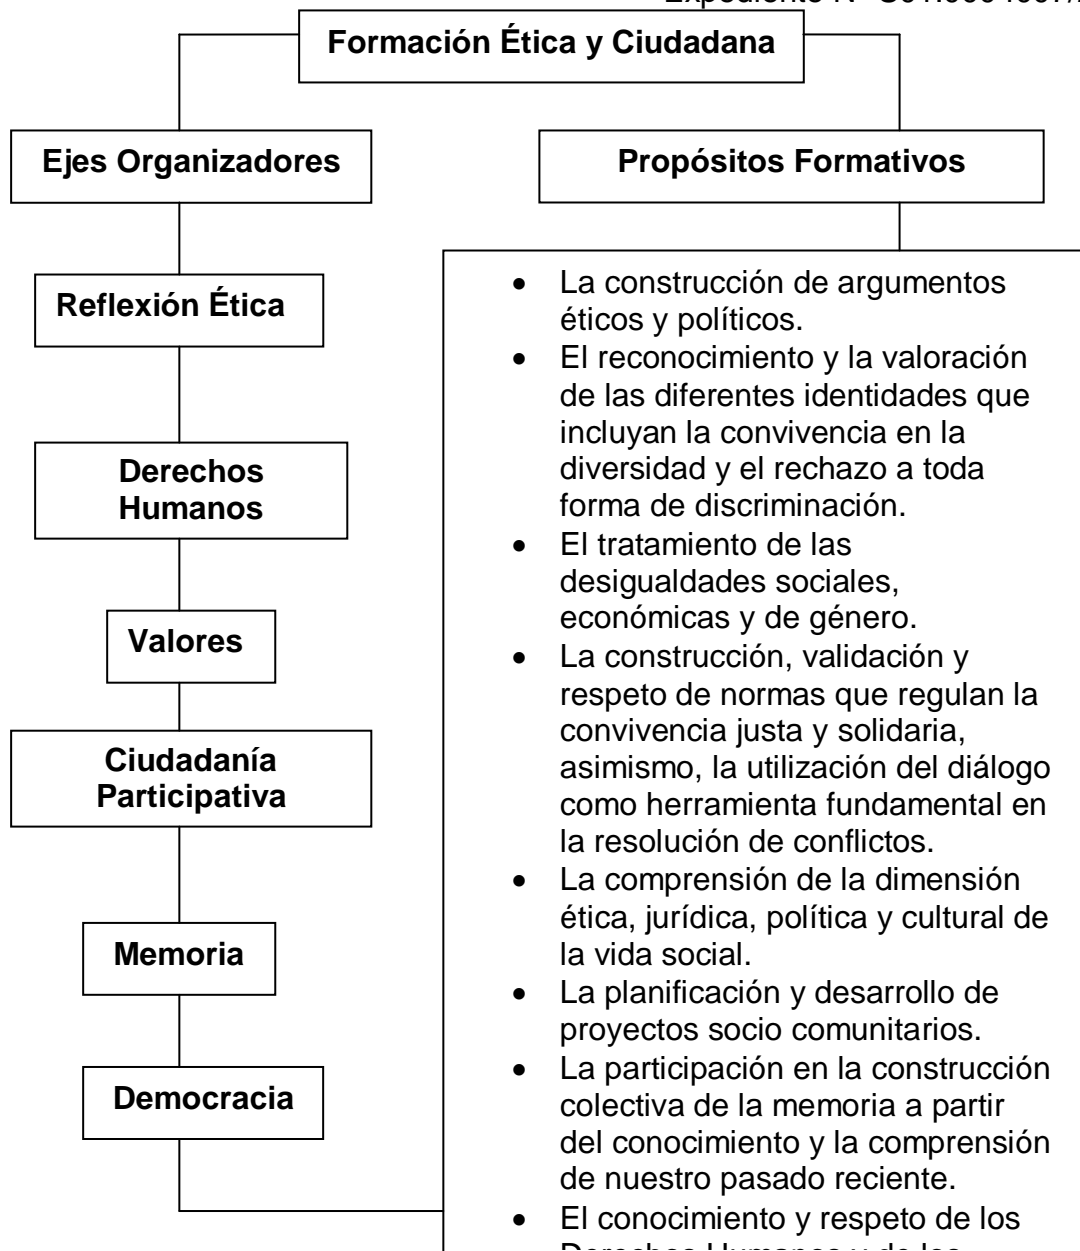 Formación Ética y Ciudadana
Ejes Organizadores
Propósitos Formativos
Reflexión Ética
Derechos
Humanos
Valores
Ciudadanía
Participativa
Memoria
Democracia
• La construcción de argumentos
éticos y políticos.
• El reconocimiento y la valoración
de las diferentes identidades que
incluyan la convivencia en la
diversidad y el rechazo a toda
forma de discriminación.
• El tratamiento de las
desigualdades sociales,
económicas y de género.
• La construcción, validación y
respeto de normas que regulan la
convivencia justa y solidaria,
asimismo, la utilización del diálogo
como herramienta fundamental en
la resolución de conflictos.
• La comprensión de la dimensión
ética, jurídica, política y cultural de
la vida social.
• La planificación y desarrollo de
proyectos socio comunitarios.
• La participación en la construcción
colectiva de la memoria a partir
del conocimiento y la comprensión
de nuestro pasado reciente.
• El conocimiento y respeto de los